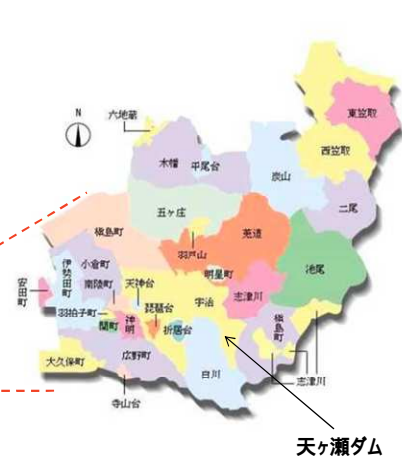 N
六地蔵
東笠取
西笠取
木幡
平尾台
炭山
二尾
五ヶ庄
莵道
羽戸山
槇島町
明星町
池尾
伊勢田町
小倉町
安田町
南陵町
天神台
宇治
志津川
琵琶台
羽拍子町
開町
神明
折居台
槇島町
大久保町
広野町
白川
志津川
寺山台
天ヶ瀬ダム